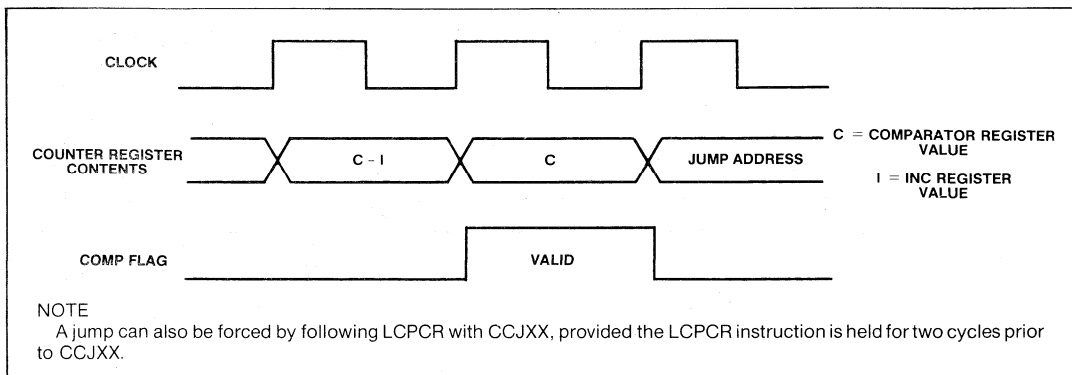 CLOCK
COUNTER REGISTER
CONTENTS
C - I
C
JUMP ADDRESS
C = COMPARATOR REGISTER
VALUE
I = INC REGISTER
VALUE
COMP FLAG
VALID
NOTE
A jump can also be forced by following LCPCR with CCJXX, provided the LCPCR instruction is held for two cycles prior
to CCJXX.